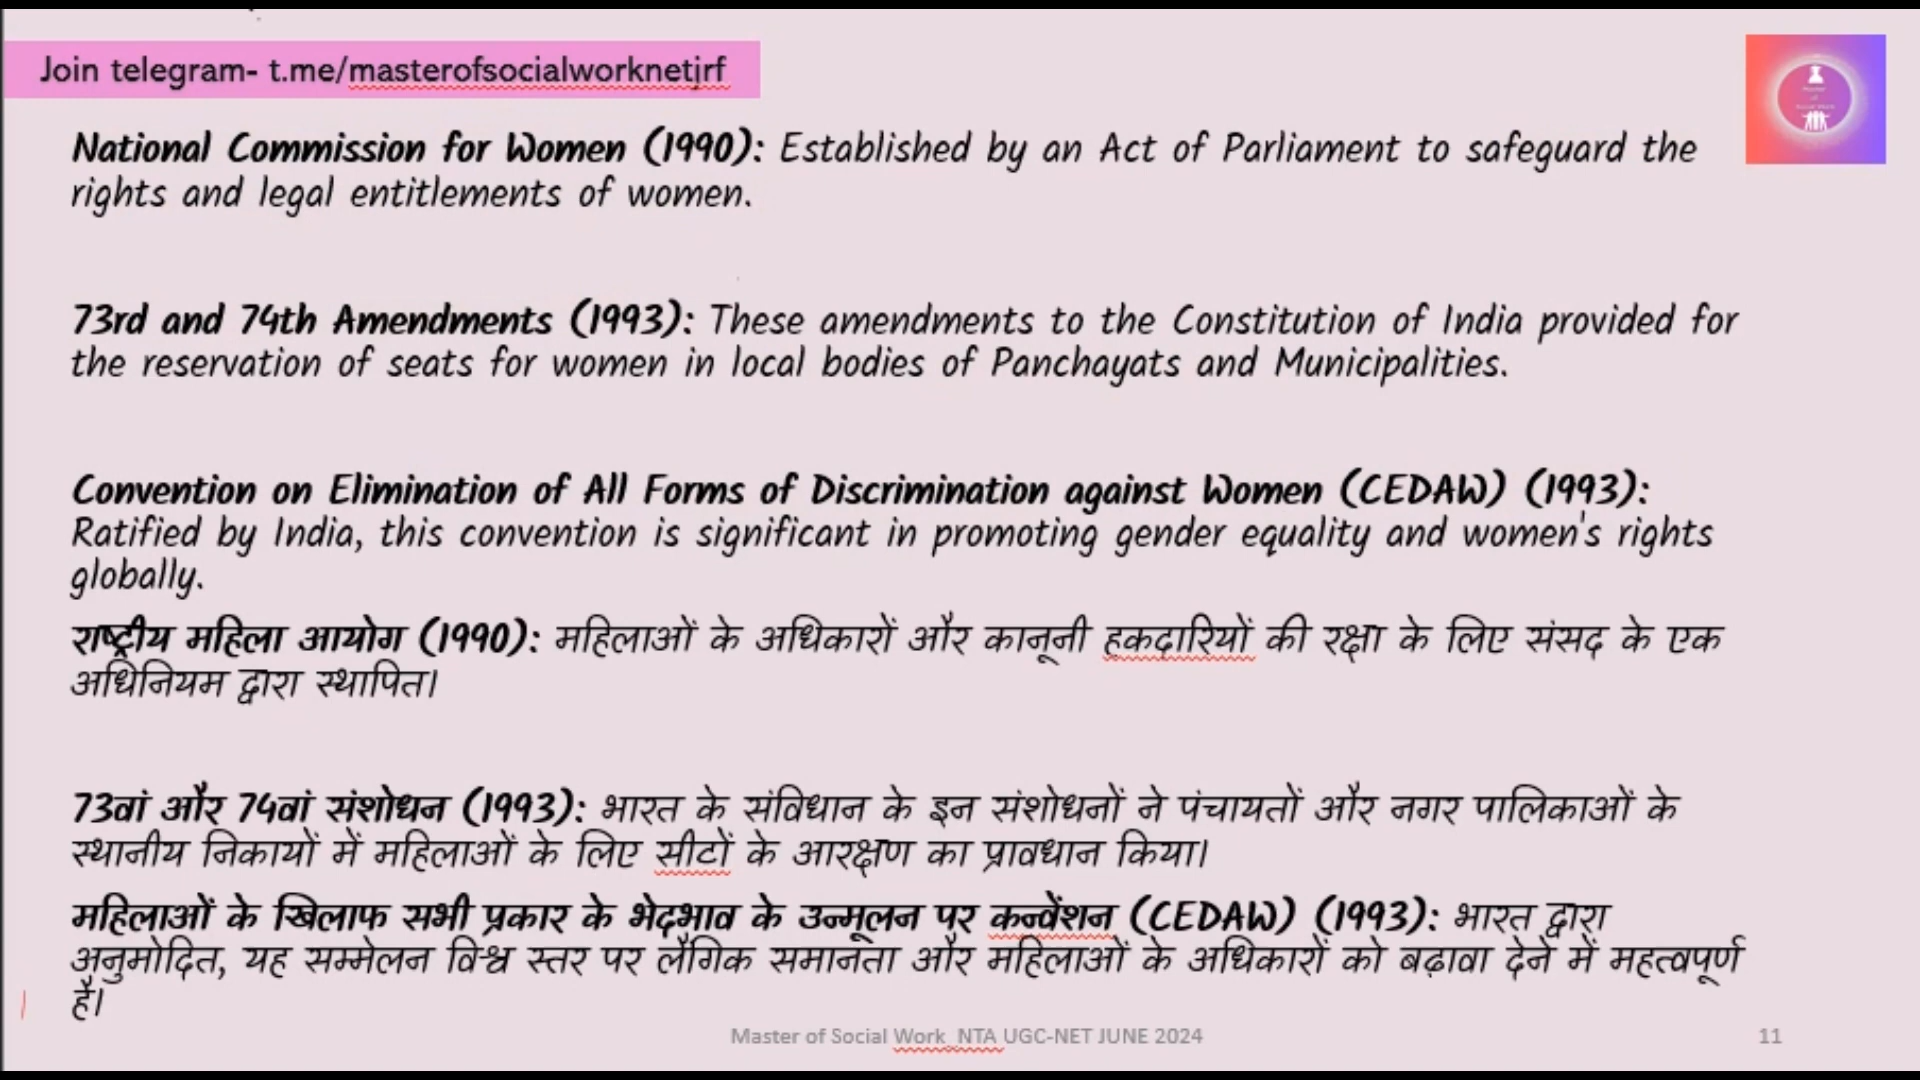 Join telegram- t.me/masterofsocialworknetjrf
National Commission for Women (1990): Established by an Act of Parliament to safeguard the
rights and legal entitlements of women.
73rd and 74th Amendments (1993): These amendments to the Constitution of India provided for
the reservation of seats for women in local bodies of Panchayats and Municipalities.
Convention on Elimination of All Forms of Discrimination against Women (CEDAW) (1993):
Ratified by India, this convention is significant in promoting gender equality and women's rights
globally.
राष्ट्रीय महिला आयोग (1990): महिलाओं के अधिकारों और कानूनी हकदारियों की रक्षा के लिए संसद के एक
अधिनियम द्वारा स्थापित।
73वां और 74वां संशोधन (1993): भारत के संविधान के इन संशोधनों ने पंचायतों और नगर पालिकाओं के
स्थानीय निकायों में महिलाओं के लिए सीटों के आरक्षण का प्रावधान किया।
महिलाओं के खिलाफ सभी प्रकार के भेदभाव के उन्मूलन पर कन्वेंशन (CEDAW) (1993): भारत द्वारा
अनुमोदित, यह सम्मेलन विश्व स्तर पर लैंगिक समानता और महिलाओं के अधिकारों को बढ़ावा देने में महत्वपूर्ण
है।
Master of Social Work NTA UGC-NET JUNE 2024
11